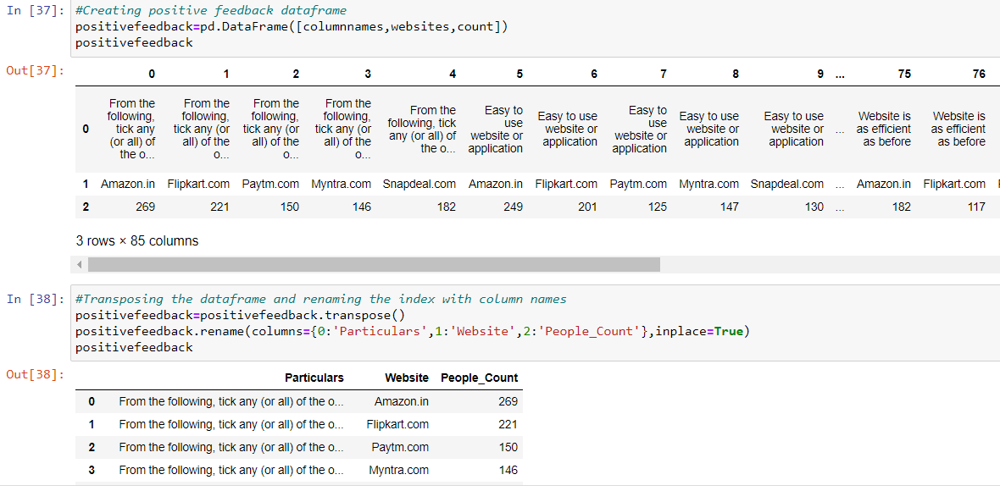 In [37]: #Creating positive feedback dataframe
positivefeedback=pd.DataFrame([columnnames,websites,count])
positivefeedback
Out[37]:
0 1 2 3 4 5 6 7 8 9 ... 75 76
0 From the following, tick any (or all) of the o... From the following, tick any (or all) of the o... From the following, tick any (or all) of the o... From the following, tick any (or all) of the o... From the following, tick any (or all) of the o... Easy to use website or application Easy to use website or application Easy to use website or application Easy to use website or application Easy to use website or application ... Website is as efficient as before Website is as efficient as before
1 Amazon.in Flipkart.com Paytm.com Myntra.com Snapdeal.com Amazon.in Flipkart.com Paytm.com Myntra.com Snapdeal.com ... Amazon.in Flipkart.com
2 269 221 150 146 182 249 201 125 147 130 ... 182 117
3 rows × 85 columns
In [38]: #Transposing the dataframe and renaming the index with column names
positivefeedback=positivefeedback.transpose()
positivefeedback.rename(columns={0:'Particulars',1:'Website',2:'People_Count'},inplace=True)
positivefeedback
Out[38]:
Particulars Website People_Count
0 From the following, tick any (or all) of the o... Amazon.in 269
1 From the following, tick any (or all) of the o... Flipkart.com 221
2 From the following, tick any (or all) of the o... Paytm.com 150
3 From the following, tick any (or all) of the o... Myntra.com 146